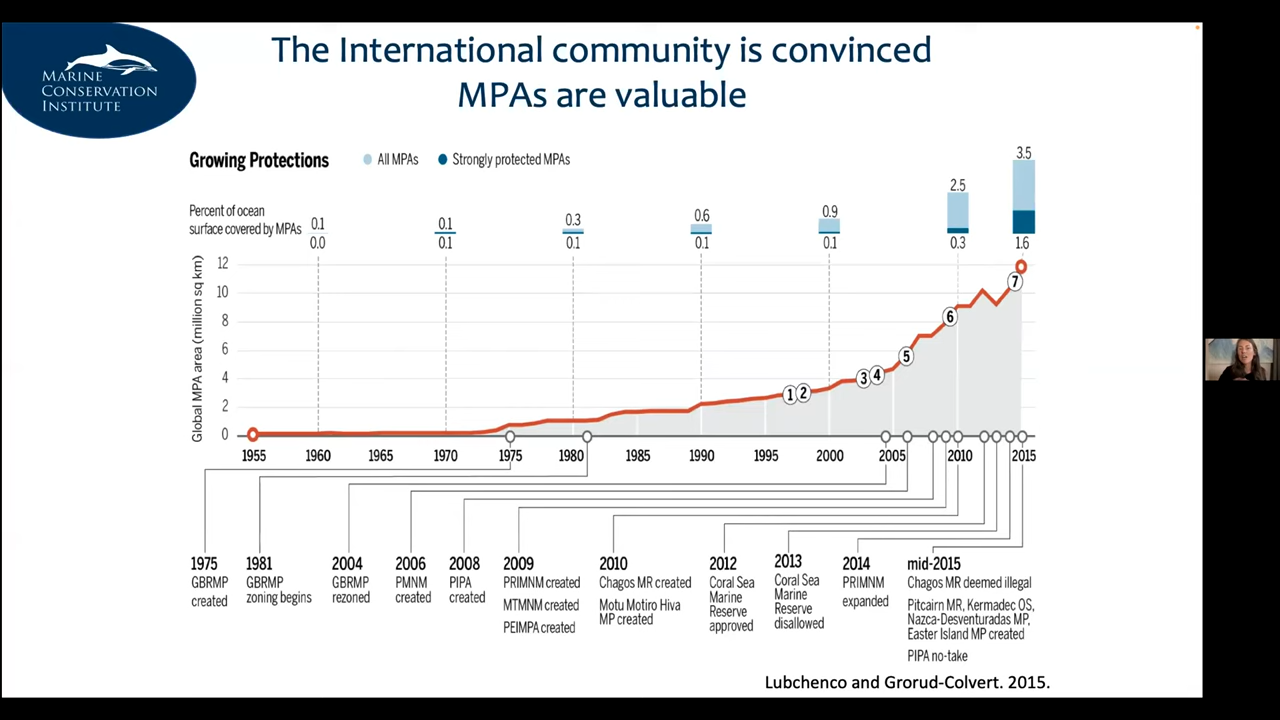 MARINE
CONSERVATION
INSTITUTE
The International community is convinced
MPAs are valuable
Growing Protections
All MPAs
Strongly protected MPAs
Percent of ocean
surface covered by MPAs
0.1
0.0
0.1
0.1
0.3
0.1
0.6
0.1
0.9
0.1
2.5
0.3
3.5
1.6
Global MPA area (million sq km)
12
10
8
6
4
2
0
1
2
3
4
5
6
7
1955 1960 1965 1970 1975 1980 1985 1990 1995 2000 2005 2010 2015
1975
GBRMP
created
1981
GBRMP
zoning begins
2004
GBRMP
rezoned
2006
PMNM
created
2008
PIPA
created
2009
PRIMNM created
MTMNM created
PEIMPA created
2010
Chagos MR created
Motu Motiro Hiva
MP created
2012
Coral Sea
Marine
Reserve
approved
2013
Coral Sea
Marine
Reserve
disallowed
2014
PRIMNM
expanded
mid-2015
Chagos MR deemed illegal
Pitcairn MR, Kermadec OS,
Nazca-Desventuradas MP,
Easter Island MP created
PIPA no-take
Lubchenco and Grorud-Colvert. 2015.